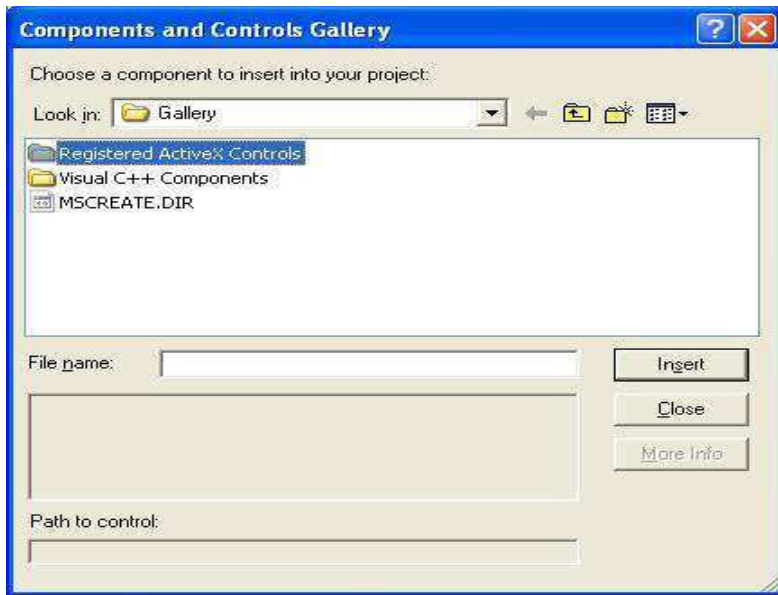 Components and Controls Gallery
Choose a component to insert into your project:
Look in: Gallery
Registered ActiveX Controls
Visual C++ Components
MSCREATE.DIR
File name:
Insert
Close
More Info
Path to control: